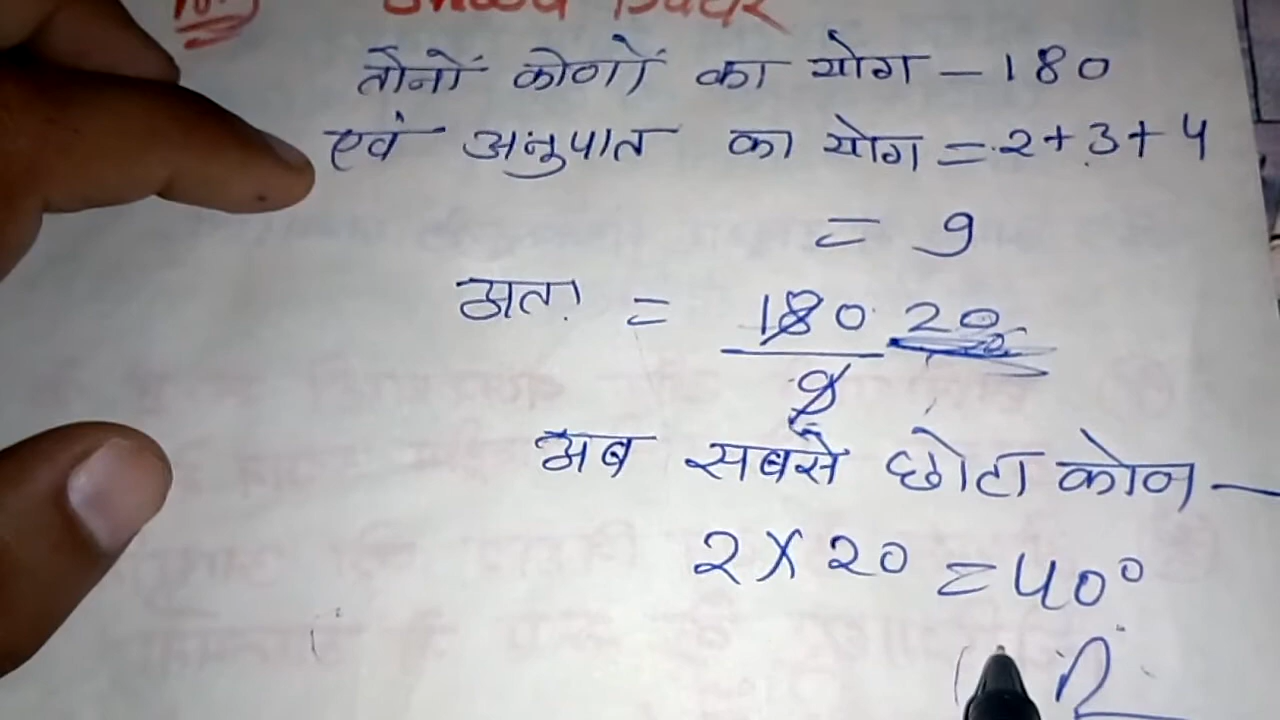 तीनों कोणों का योग - 180
एवं अनुपात का योग = 2+3+4
= 9
अतः = 180 20
9
अब सबसे छोटा कोन -
2 X 20 = 40°